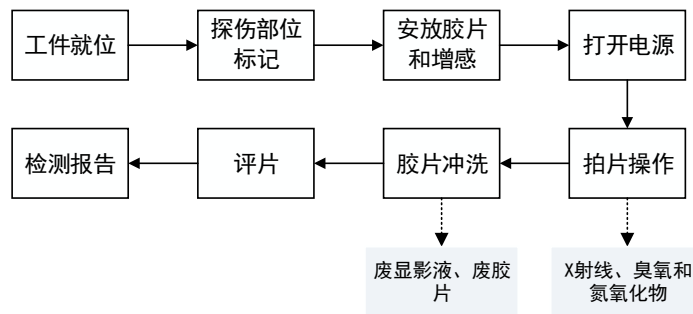 工件就位
探伤部位
标记
安放胶片
和增感
打开电源
检测报告
评片
胶片冲洗
拍片操作
废显影液、废胶
片
X射线、臭氧和
氮氧化物